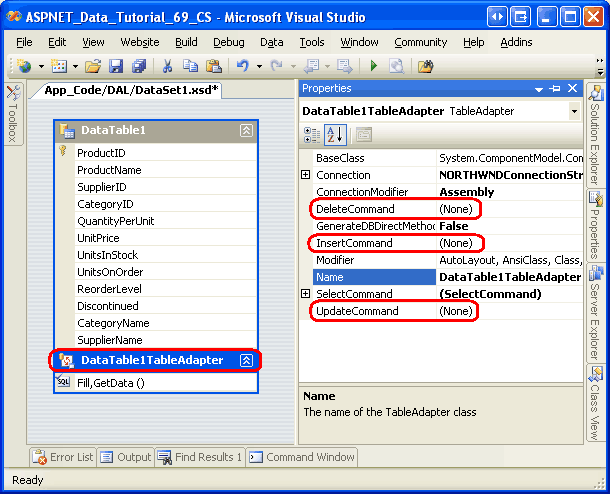 ASPNET_Data_Tutorial_69_CS - Microsoft Visual Studio
File Edit View Website Build Debug Data Tools Window Community Help Addins
Toolbox
App_Code/DAL/DataSet1.xsd*
DataTable1
ProductID
ProductName
SupplierID
CategoryID
QuantityPerUnit
UnitPrice
UnitsInStock
UnitsOnOrder
ReorderLevel
Discontinued
CategoryName
SupplierName
DataTable1TableAdapter
SQL Fill,GetData ()
Properties
DataTable1TableAdapter TableAdapter
BaseClass System.ComponentModel.Com
Connection NORTHWNDConnectionStr
ConnectionModifier Assembly
DeleteCommand (None)
GenerateDBDirectMethod False
InsertCommand (None)
Modifier AutoLayout, AnsiClass, Class,
Name DataTable1TableAdapter
SelectCommand (SelectCommand)
UpdateCommand (None)
Name
The name of the TableAdapter class
Solution Explorer
Properties
Server Explorer
Class View
Error List Output Find Results 1 Command Window
Ready